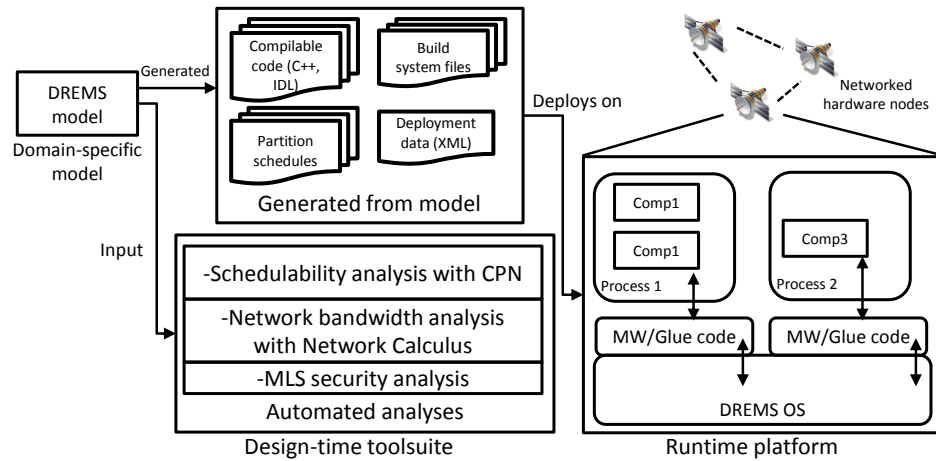 DREMS
model
Domain-specific
model
Generated
Compilable
code (C++,
IDL)
Build
system files
Partition
schedules
Deployment
data (XML)
Generated from model
Deploys on
Networked
hardware nodes
Input
-Schedulability analysis with CPN
-Network bandwidth analysis
with Network Calculus
-MLS security analysis
Automated analyses
Design-time toolsuite
Comp1
Comp1
Process 1
Comp3
Process 2
MW/Glue code
MW/Glue code
DREMS OS
Runtime platform